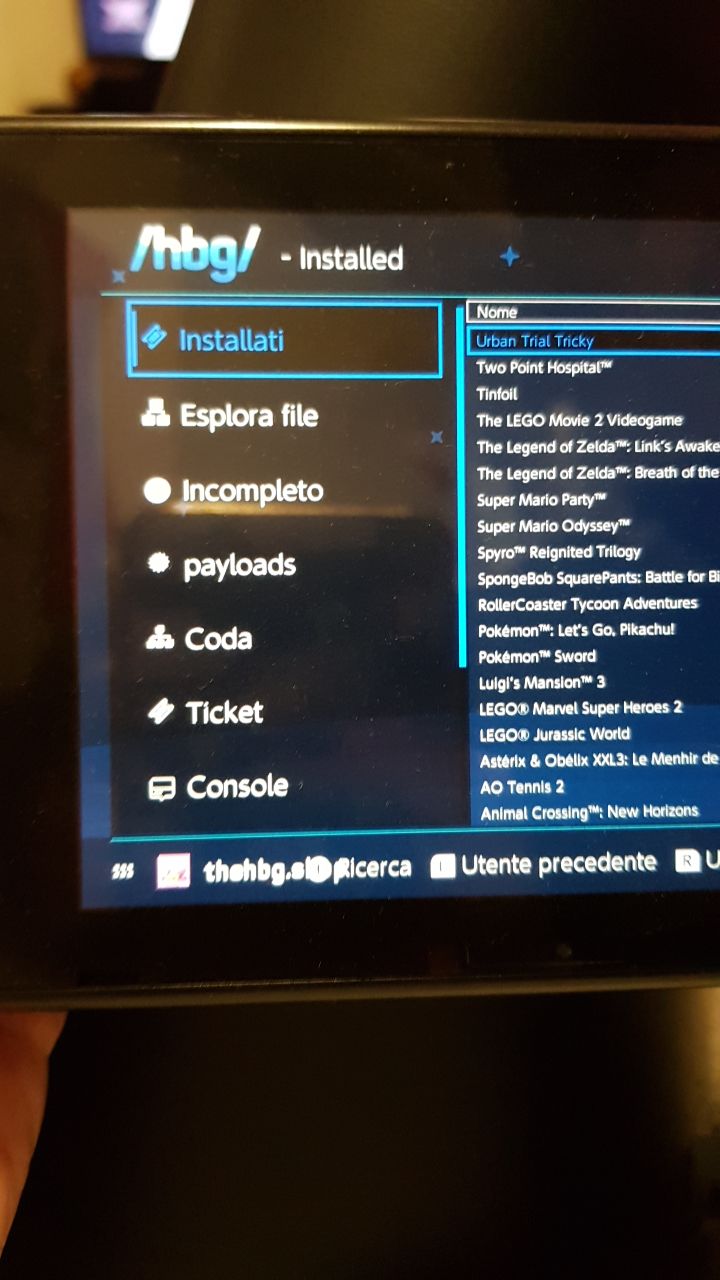 /hbg/ - Installed
Installati
Esplora file
Incompleto
payloads
Coda
Ticket
Console
Nome
Urban Trial Tricky
Two Point Hospital™
Tinfoil
The LEGO Movie 2 Videogame
The Legend of Zelda™: Link's Awake
The Legend of Zelda™: Breath of the
Super Mario Party™
Super Mario Odyssey™
Spyro™ Reignited Trilogy
SpongeBob SquarePants: Battle for Bi
RollerCoaster Tycoon Adventures
Pokémon™: Let's Go, Pikachu!
Pokémon™ Sword
Luigi's Mansion™ 3
LEGO® Marvel Super Heroes 2
LEGO® Jurassic World
Astérix & Obélix XXL3: Le Menhir de
AO Tennis 2
Animal Crossing™: New Horizons
Ricerca Utente precedente R U